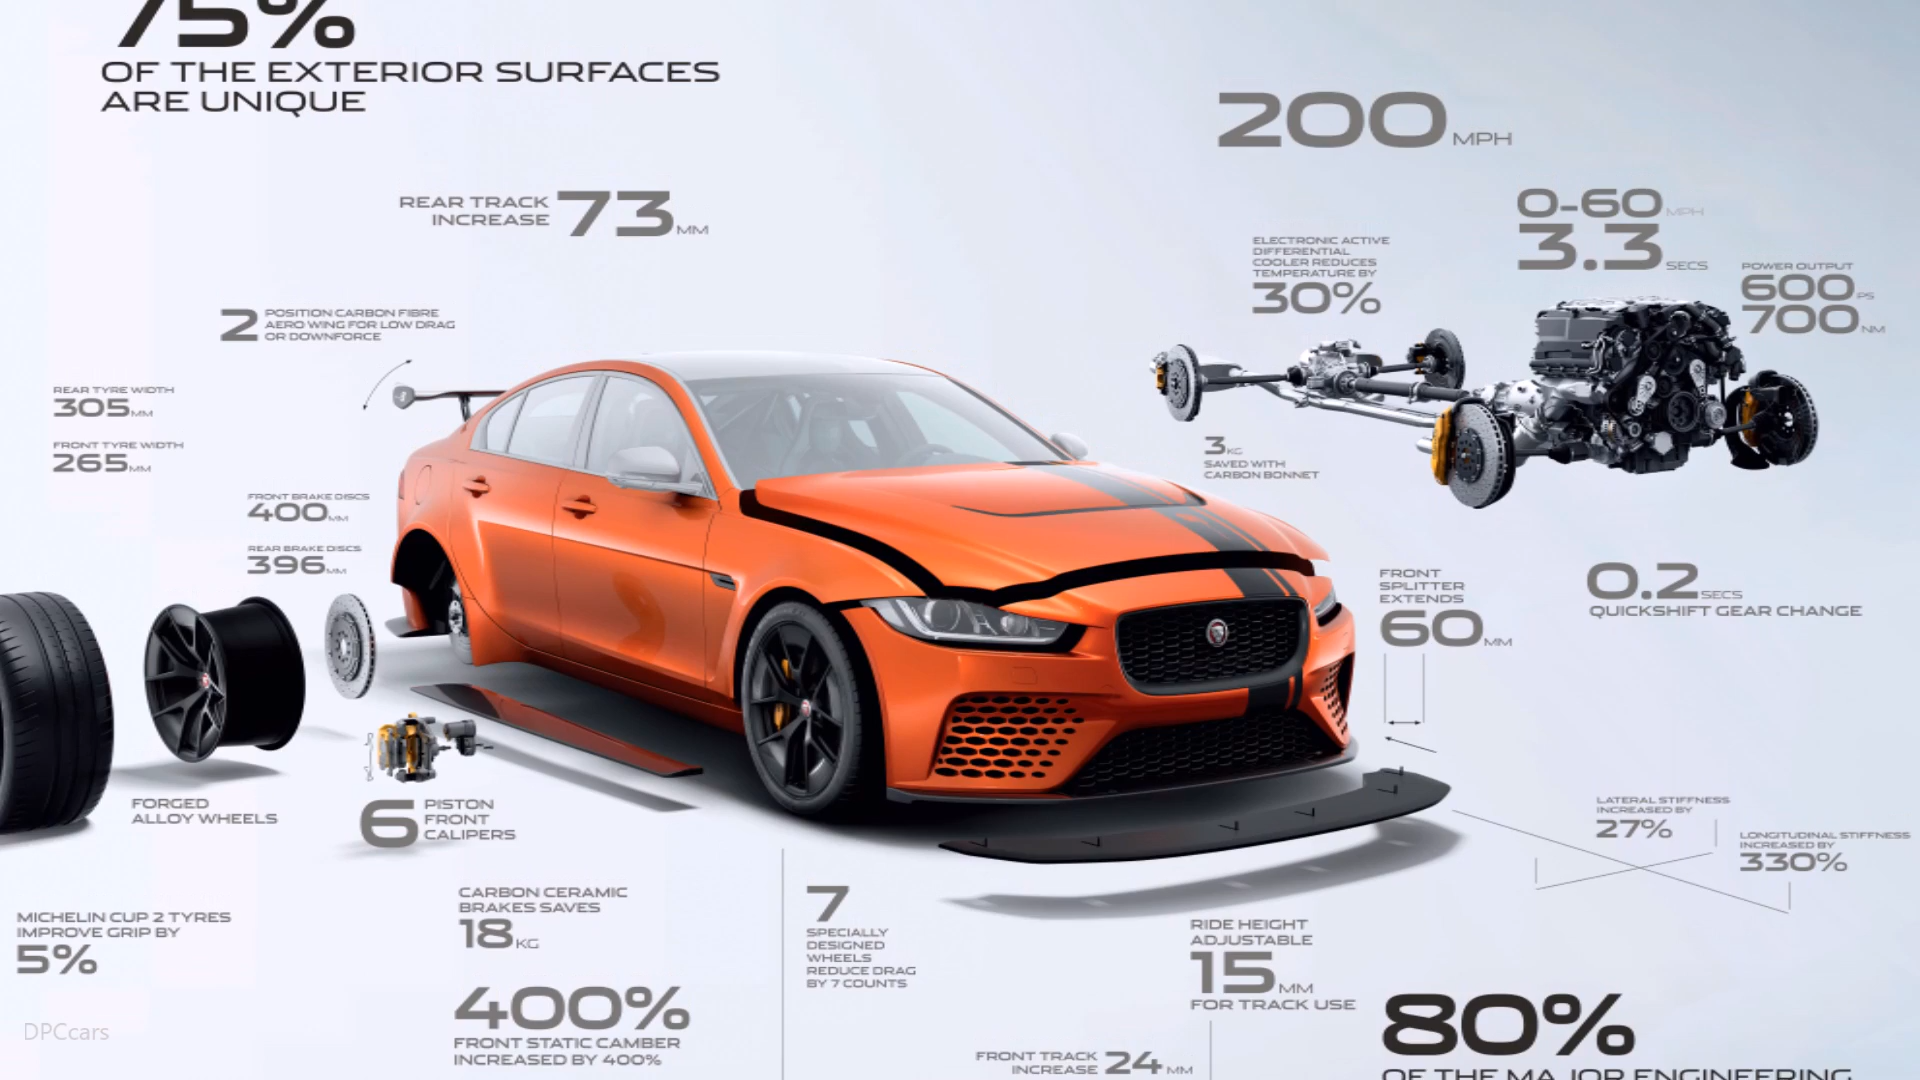 75%
OF THE EXTERIOR SURFACES
ARE UNIQUE
200 MPH
REAR TRACK
INCREASE 73 MM
0-60 MPH
3.3 SECS
ELECTRONIC ACTIVE
DIFFERENTIAL
COOLER REDUCES
TEMPERATURE BY
30%
POWER OUTPUT
600 PS
700 NM
2 POSITION CARBON FIBRE
AERO WING FOR LOW DRAG
OR DOWNFORCE
REAR TYRE WIDTH
305 MM
FRONT TYRE WIDTH
265 MM
3 KG
SAVED WITH
CARBON BONNET
FRONT BRAKE DISCS
400 MM
REAR BRAKE DISCS
396 MM
FRONT
SPLITTER
EXTENDS
60 MM
0.2 SECS
QUICKSHIFT GEAR CHANGE
FORGED
ALLOY WHEELS
6 PISTON
FRONT
CALIPERS
LATERAL STIFFNESS
INCREASED BY
27%
LONGITUDINAL STIFFNESS
INCREASED BY
330%
MICHELIN CUP 2 TYRES
IMPROVE GRIP BY
5%
CARBON CERAMIC
BRAKES SAVES
18 KG
7
SPECIALLY
DESIGNED
WHEELS
REDUCE DRAG
BY 7 COUNTS
RIDE HEIGHT
ADJUSTABLE
15 MM
FOR TRACK USE
400%
FRONT STATIC CAMBER
INCREASED BY 400%
FRONT TRACK
INCREASE 24 MM
80%
OF THE MAJOR ENGINEERING
DPCcars